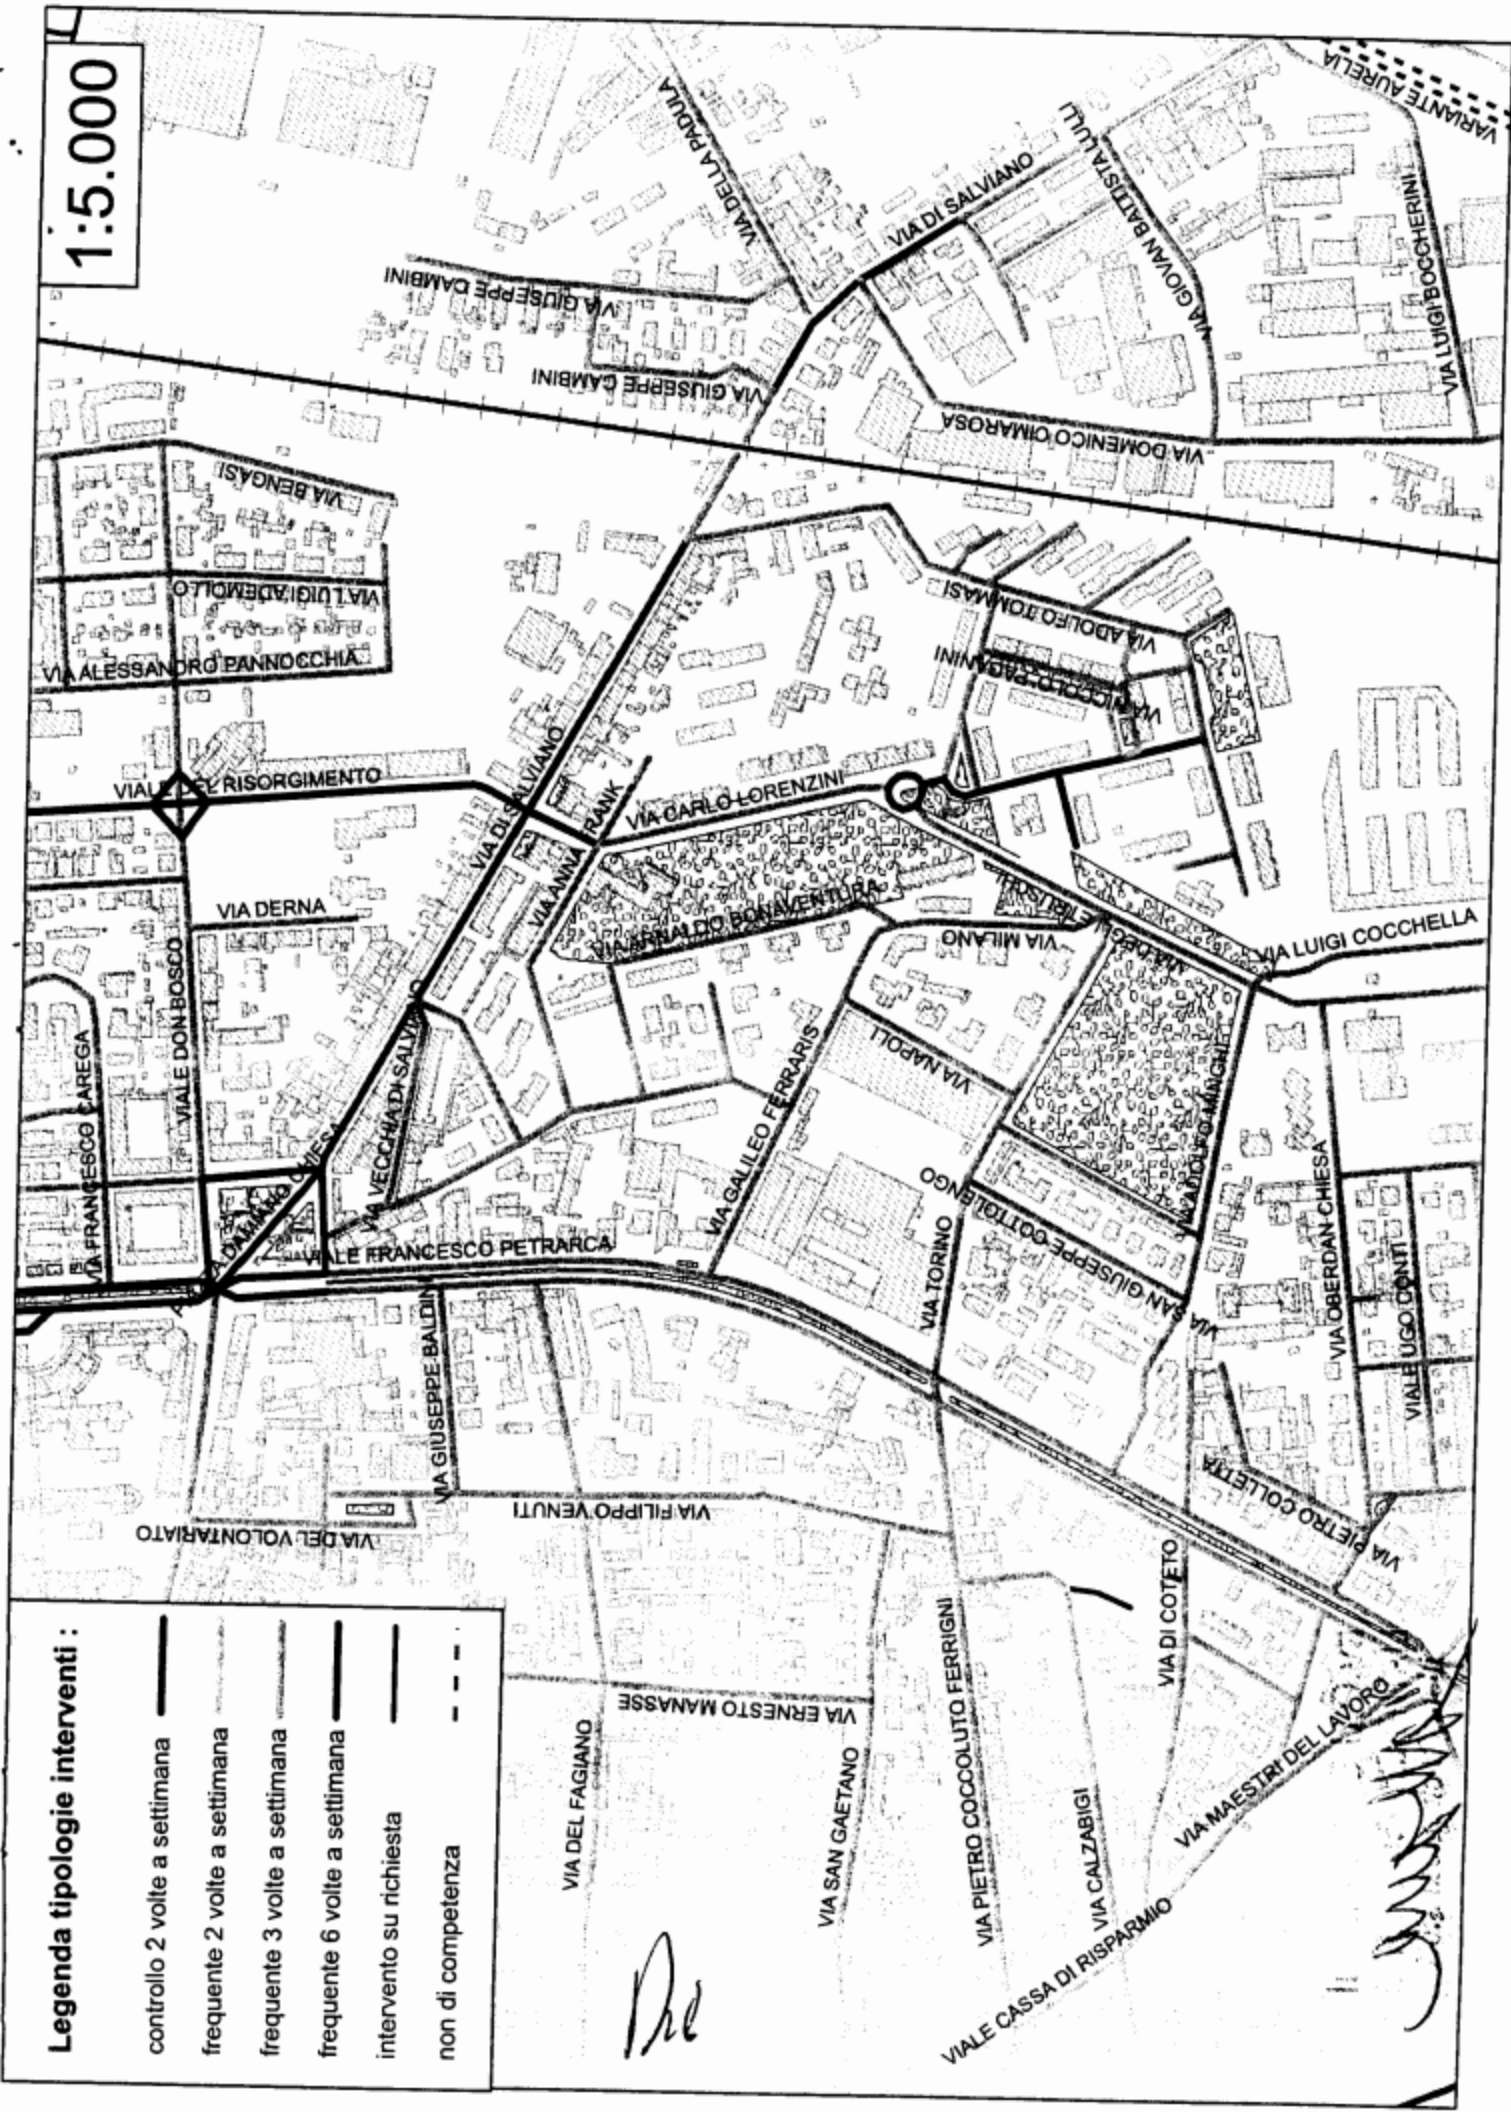 1:5.000
Legenda tipologie interventi :
controllo 2 volte a settimana
frequente 2 volte a settimana
frequente 3 volte a settimana
frequente 6 volte a settimana
intervento su richiesta
non di competenza
VIA FRANCESCO CAREGA
VIALE DON BOSCO
VIA ALESSANDRO PANNOCCHIA
VIA LUIGI ADEMOLLO
VIA BENGASI
VIALE DEL RISORGIMENTO
VIA DERNA
VIA DI SALVIANO
VIA ANNA FRANK
VIA CARLO LORENZINI
VIA ARNALDO BONAVENTURA
VIA VECCHIA DI SALVIANO
DAMIANO CHIESA
VIALE FRANCESCO PETRARCA
VIA GIUSEPPE BALDINI
VIA DEL VOLONTARIATO
VIA FILIPPO VENUTI
VIA GALILEO FERRARIS
VIA NAPOLI
VIA MILANO
VIA DEGLI ETRUSCHI
VIA TORINO
VIA SAN GIUSEPPE COTTOLENGO
VIA ADOLFO MANGINI
VIA LUIGI COCCHELLA
VIA OBERDAN CHIESA
VIALE UGO CONTI
VIA PIETRO COLLETTA
VIA DI COTETO
VIA MAESTRI DEL LAVORO
VIA PIETRO COCCOLUTO FERRIGNI
VIA CALZABIGI
VIALE CASSA DI RISPARMIO
VIA SAN GAETANO
VIA ERNESTO MANASSE
VIA DEL FAGIANO
VIA GIUSEPPE CAMBINI
VIA GIUSEPPE CAMBINI
VIA DELLA PADULA
VIA DI SALVIANO
VIA GIOVAN BATTISTA LULLI
VIA DOMENICO CIMAROSA
VIA LUIGI BOCCHERINI
VARIANTE AURELIA
VIA ADOLFO TOMMASI
VIA NICCOLO' PAGANINI